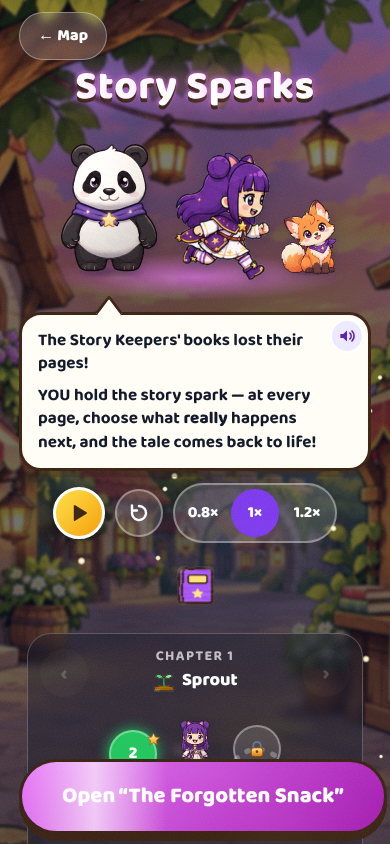 ← Map
Story Sparks
The Story Keepers' books lost their
pages!
YOU hold the story spark — at every
page, choose what really happens
next, and the tale comes back to life!
0.8× 1× 1.2×
CHAPTER 1
‹ Sprout ›
2
Open “The Forgotten Snack”